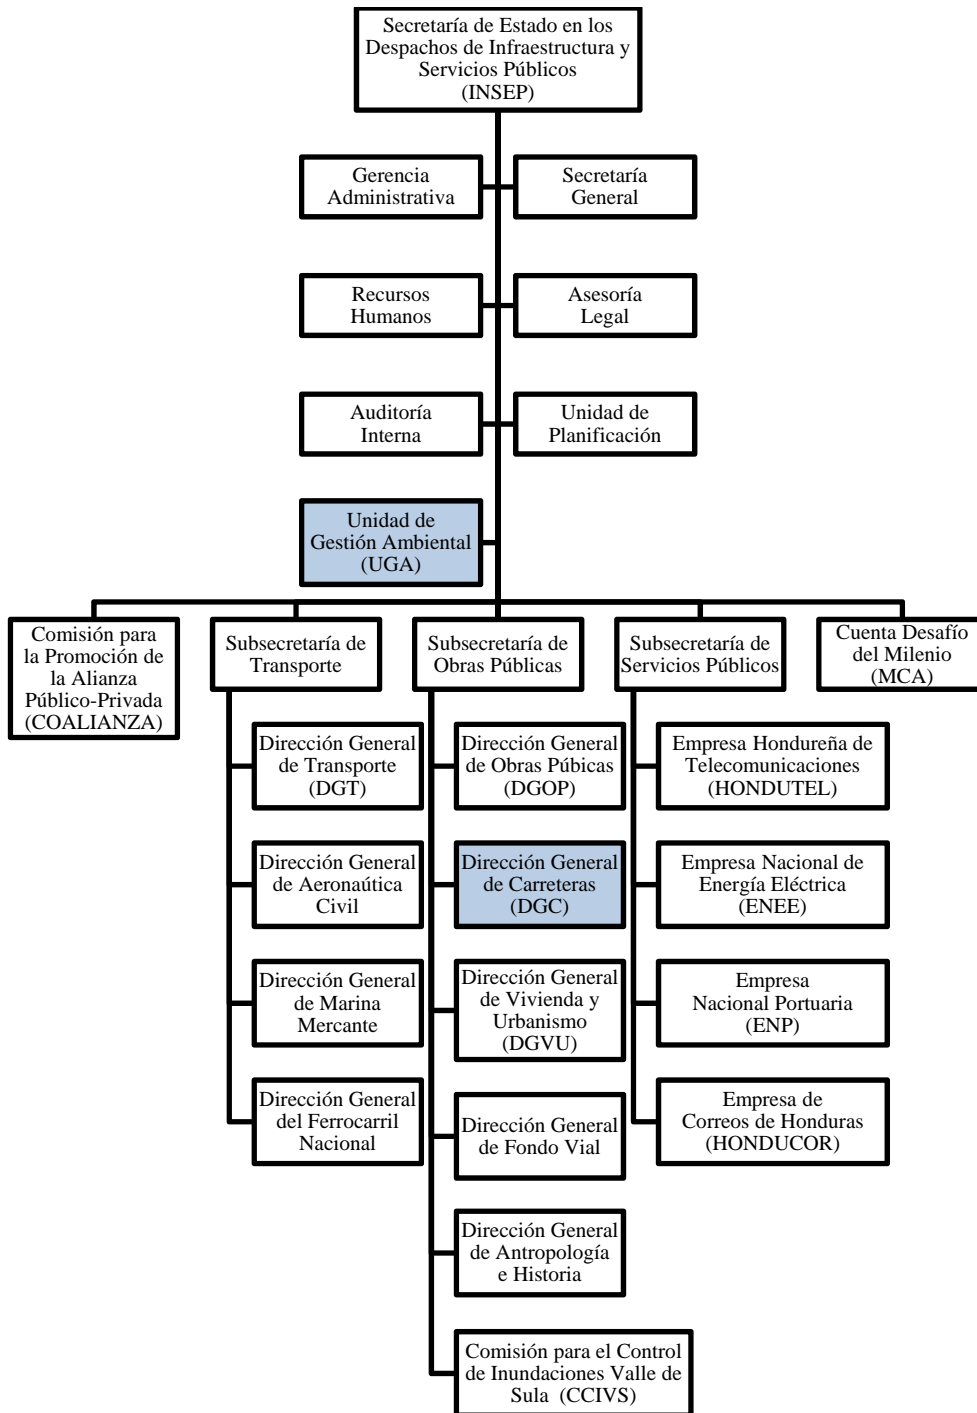 Secretaría de Estado en los
Despachos de Infraestructura y
Servicios Públicos
(INSEP)
Gerencia
Administrativa
Secretaría
General
Recursos
Humanos
Asesoría
Legal
Auditoría
Interna
Unidad de
Planificación
Unidad de
Gestión Ambiental
(UGA)
Comisión para
la Promoción de
la Alianza
Público-Privada
(COALIANZA)
Subsecretaría de
Transporte
Subsecretaría de
Obras Públicas
Subsecretaría de
Servicios Públicos
Cuenta Desafío
del Milenio
(MCA)
Dirección General
de Transporte
(DGT)
Dirección General
de Aeronaútica
Civil
Dirección General
de Marina
Mercante
Dirección General
del Ferrocarril
Nacional
Dirección General
de Obras Púbicas
(DGOP)
Dirección General
de Carreteras
(DGC)
Dirección General
de Vivienda y
Urbanismo
(DGVU)
Dirección General
de Fondo Vial
Dirección General
de Antropología
e Historia
Comisión para el Control
de Inundaciones Valle de
Sula (CCIVS)
Empresa Hondureña de
Telecomunicaciones
(HONDUTEL)
Empresa Nacional de
Energía Eléctrica
(ENEE)
Empresa
Nacional Portuaria
(ENP)
Empresa de
Correos de Honduras
(HONDUCOR)